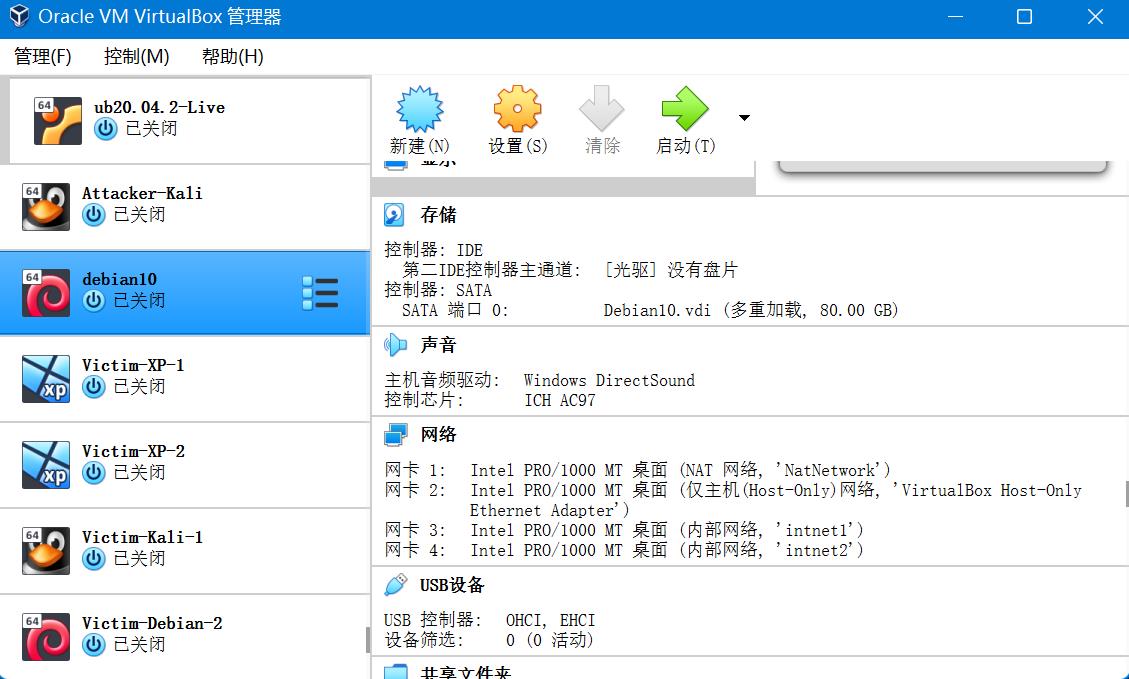 Oracle VM VirtualBox 管理器
管理(F) 控制(M) 帮助(H)
64
ub20.04.2-Live
已关闭
64
Attacker-Kali
已关闭
64
debian10
已关闭
xp
Victim-XP-1
已关闭
xp
Victim-XP-2
已关闭
64
Victim-Kali-1
已关闭
64
Victim-Debian-2
已关闭
新建(N) 设置(S) 清除 启动(T)
显示
存储
控制器: IDE
第二IDE控制器主通道: [光驱] 没有盘片
控制器: SATA
SATA 端口 0: Debian10.vdi (多重加载, 80.00 GB)
声音
主机音频驱动: Windows DirectSound
控制芯片: ICH AC97
网络
网卡 1: Intel PRO/1000 MT 桌面 (NAT 网络, 'NatNetwork')
网卡 2: Intel PRO/1000 MT 桌面 (仅主机(Host-Only)网络, 'VirtualBox Host-Only
Ethernet Adapter')
网卡 3: Intel PRO/1000 MT 桌面 (内部网络, 'intnet1')
网卡 4: Intel PRO/1000 MT 桌面 (内部网络, 'intnet2')
USB设备
USB 控制器: OHCI, EHCI
设备筛选: 0 (0 活动)
共享文件夹